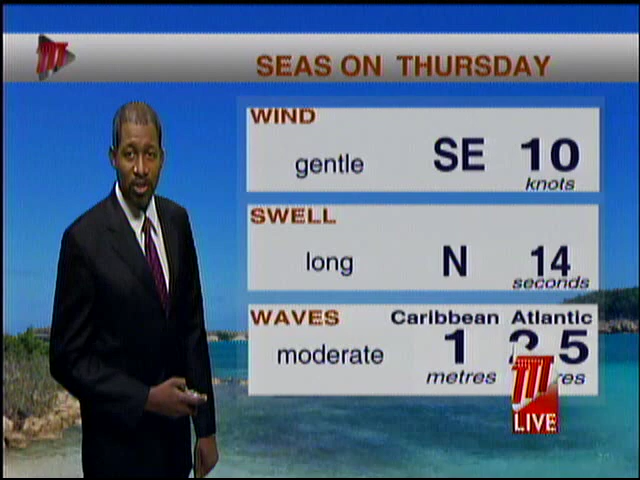 SEAS ON THURSDAY
WIND
gentle SE 10
knots
SWELL
long N 14
seconds
WAVES Caribbean Atlantic
moderate 1 2.5
metres
LIVE